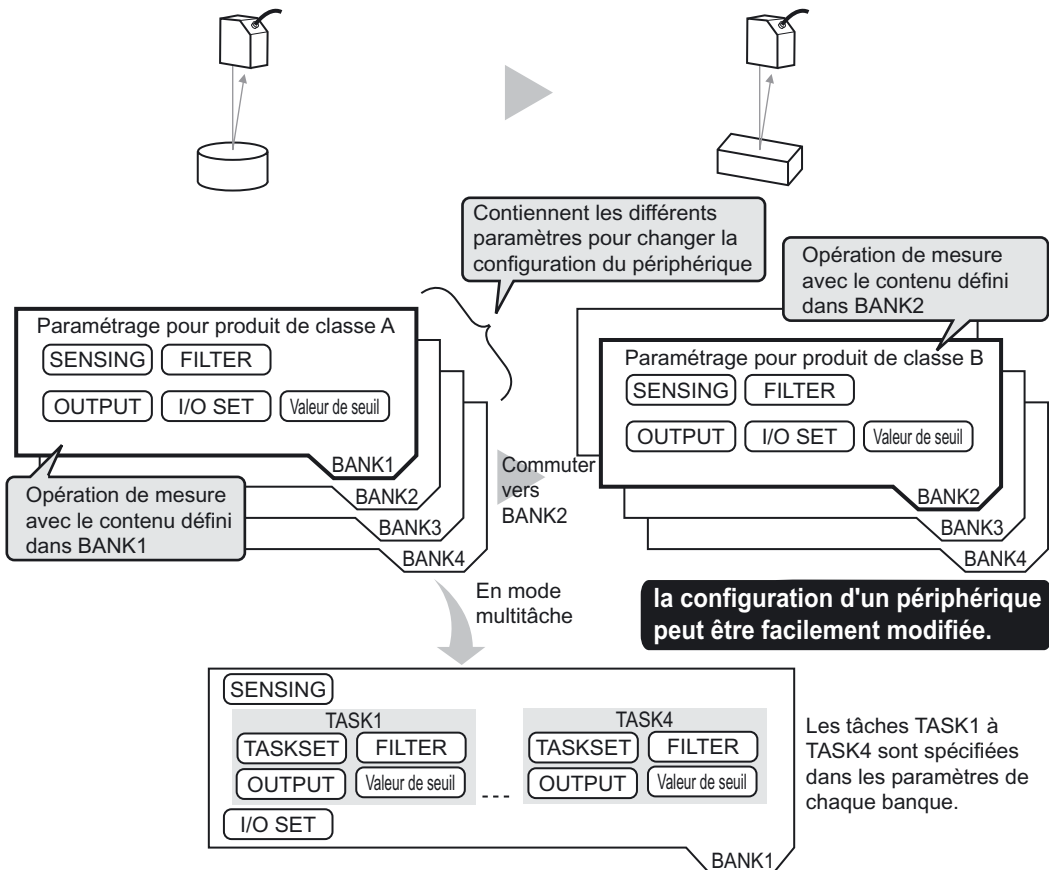 Contiennent les différents
paramètres pour changer la
configuration du périphérique
Opération de mesure
avec le contenu défini
dans BANK2
Paramétrage pour produit de classe A
SENSING FILTER
OUTPUT I/O SET Valeur de seuil
BANK1
BANK2
BANK3
BANK4
Opération de mesure
avec le contenu défini
dans BANK1
Commuter
vers
BANK2
Paramétrage pour produit de classe B
SENSING FILTER
OUTPUT I/O SET Valeur de seuil
BANK2
BANK3
BANK4
En mode
multitâche
la configuration d'un périphérique
peut être facilement modifiée.
SENSING
TASK1
TASKSET FILTER
OUTPUT Valeur de seuil
TASK4
TASKSET FILTER
OUTPUT Valeur de seuil
I/O SET
BANK1
Les tâches TASK1 à
TASK4 sont spécifiées
dans les paramètres de
chaque banque.